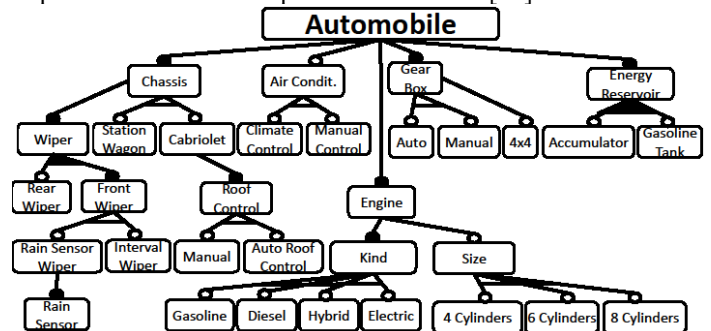 Automobile
Chassis
Air Condit.
Gear
Box
Energy
Reservoir
Wiper
Station
Wagon
Cabriolet
Climate
Control
Manual
Control
Auto
Manual
4x4
Accumulator
Gasoline
Tank
Rear
Wiper
Front
Wiper
Roof
Control
Engine
Rain Sensor
Wiper
Interval
Wiper
Manual
Auto Roof
Control
Kind
Size
Rain
Sensor
Gasoline
Diesel
Hybrid
Electric
4 Cylinders
6 Cylinders
8 Cylinders